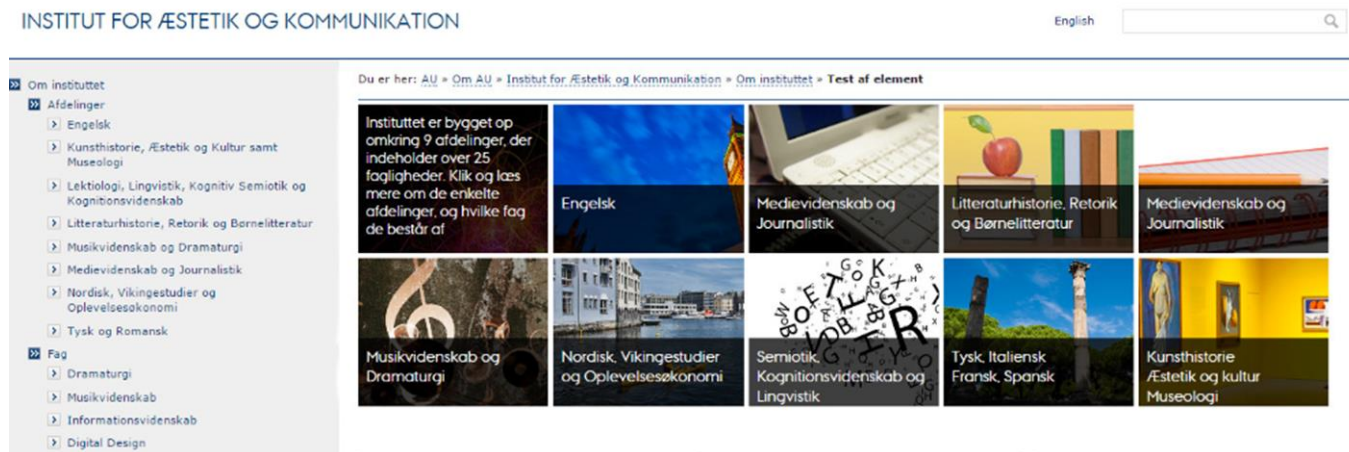 INSTITUT FOR ÆSTETIK OG KOMMUNIKATION
English
Om instituttet
Afdelinger
Engelsk
Kunsthistorie, Æstetik og Kultur samt
Museologi
Lektiologi, Lingvistik, Kognitiv Semiotik og
Kognitionsvidenskab
Litteraturhistorie, Retorik og Børnelitteratur
Musikvidenskab og Dramaturgi
Medievidenskab og Journalistik
Nordisk, Vikingestudier og
Oplevelsesøkonomi
Tysk og Romansk
Fag
Dramaturgi
Musikvidenskab
Informationsvidenskab
Digital Design
Du er her: AU » Om AU » Institut for Æstetik og Kommunikation » Om instituttet » Test af element
Instituttet er bygget op
omkring 9 afdelinger, der
indeholder over 25
fagligheder. Klik og læs
mere om de enkelte
afdelinger, og hvilke fag
de består af
Engelsk
Medievidenskab og
Journalistik
Litteraturhistorie, Retorik
og Børnelitteratur
Medievidenskab og
Journalistik
Musikvidenskab og
Dramaturgi
Nordisk, Vikingestudier
og Oplevelsesøkonomi
Semiotik,
Kognitionsvidenskab og
Lingvistik
Tysk, Italiensk
Fransk, Spansk
Kunsthistorie
Æstetik og kultur
Museologi